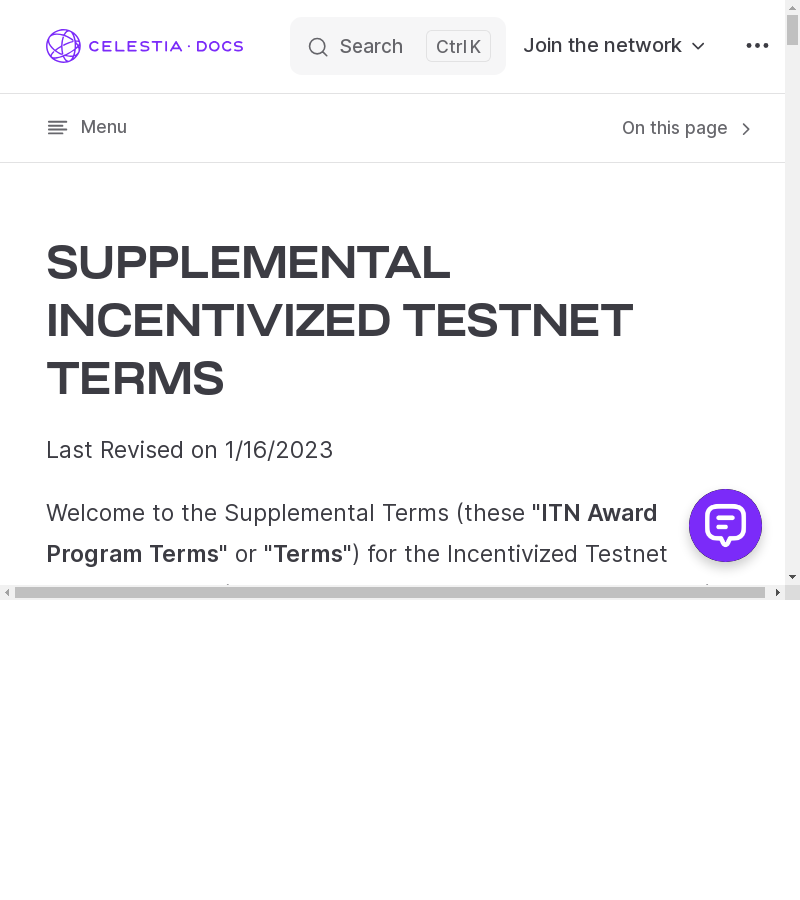 CELESTIA · DOCS
Search
Ctrl K
Join the network
Menu
On this page
SUPPLEMENTAL
INCENTIVIZED TESTNET
TERMS
Last Revised on 1/16/2023
Welcome to the Supplemental Terms (these "ITN Award
Program Terms" or "Terms") for the Incentivized Testnet